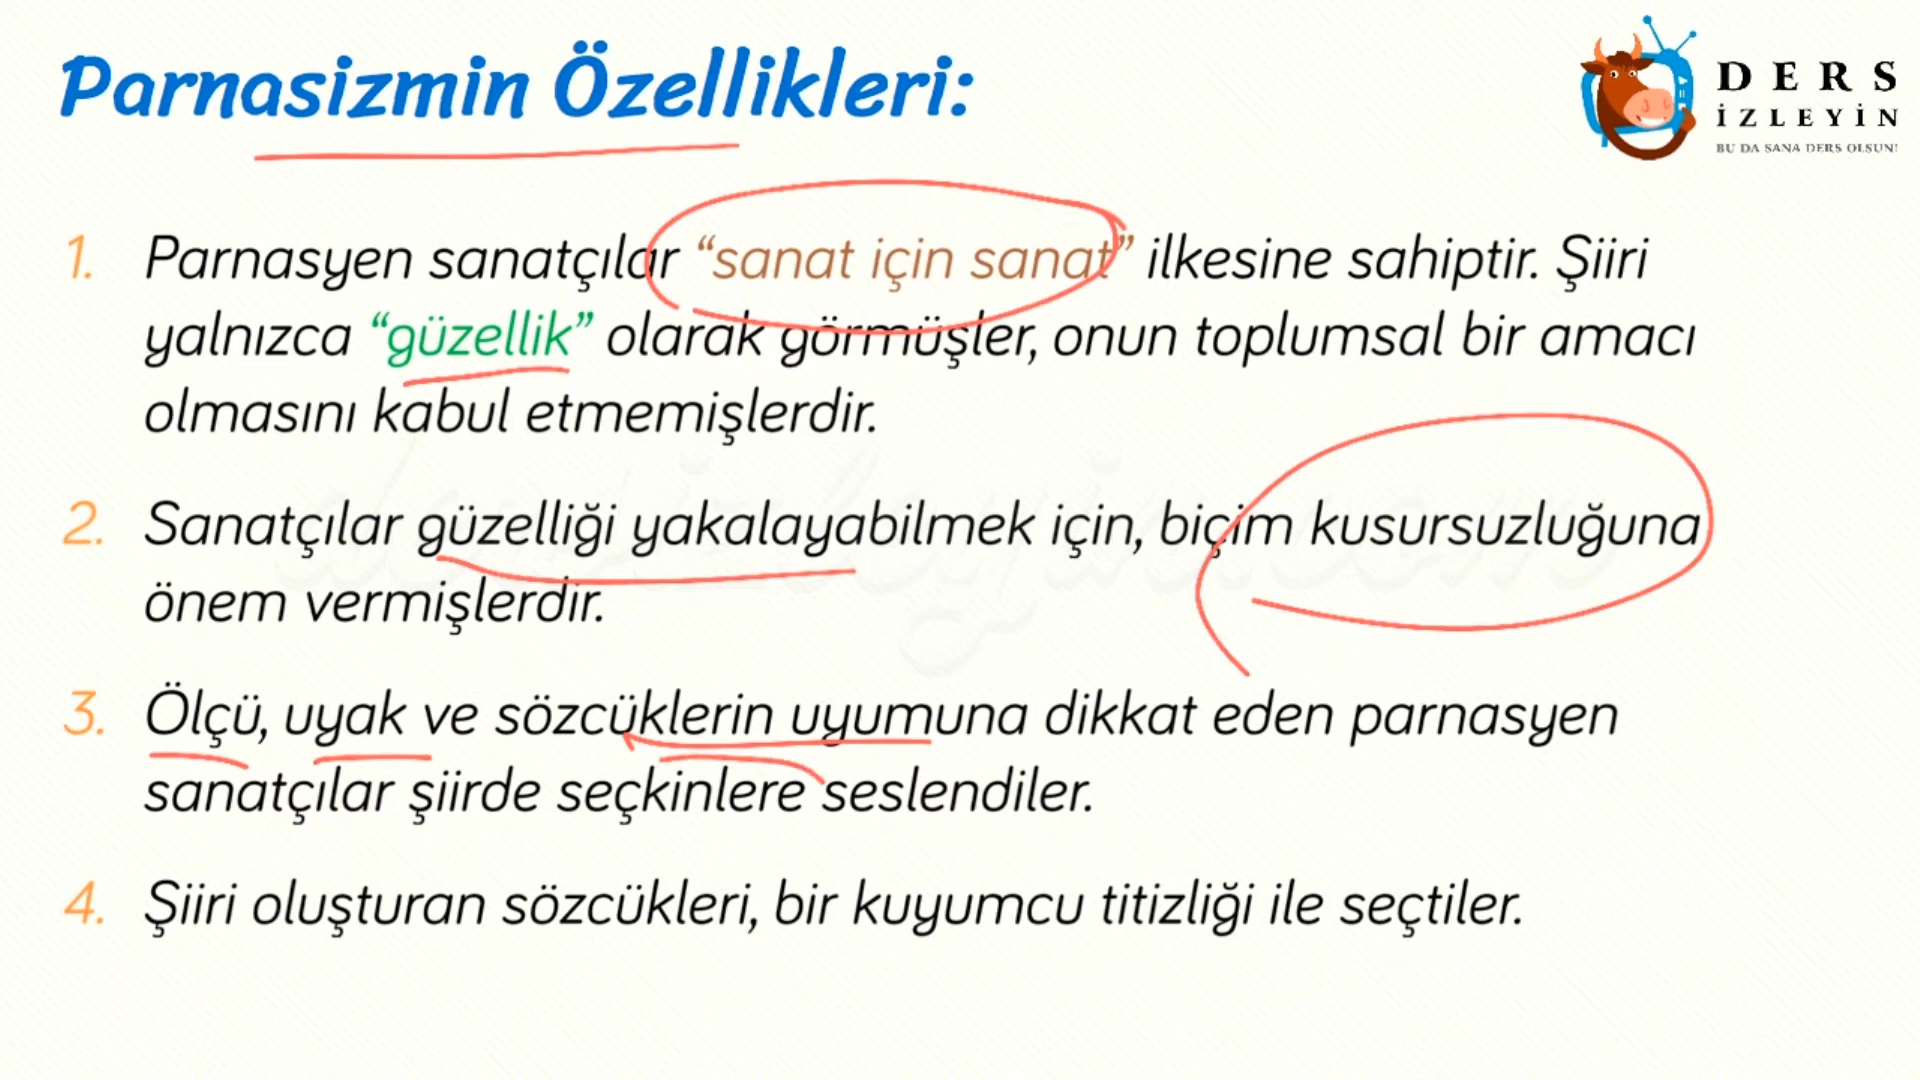 Parnasizmin Özellikleri:
DERS
İZLEYİN
BU DA SANA DERS OLSUN!
1. Parnasyen sanatçılar “sanat için sanat” ilkesine sahiptir. Şiiri
yalnızca “güzellik” olarak görmüşler, onun toplumsal bir amacı
olmasını kabul etmemişlerdir.
2. Sanatçılar güzelliği yakalayabilmek için, biçim kusursuzluğuna
önem vermişlerdir.
3. Ölçü, uyak ve sözcüklerin uyumuna dikkat eden parnasyen
sanatçılar şiirde seçkinlere seslendiler.
4. Şiiri oluşturan sözcükleri, bir kuyumcu titizliği ile seçtiler.
dersizleyin.com